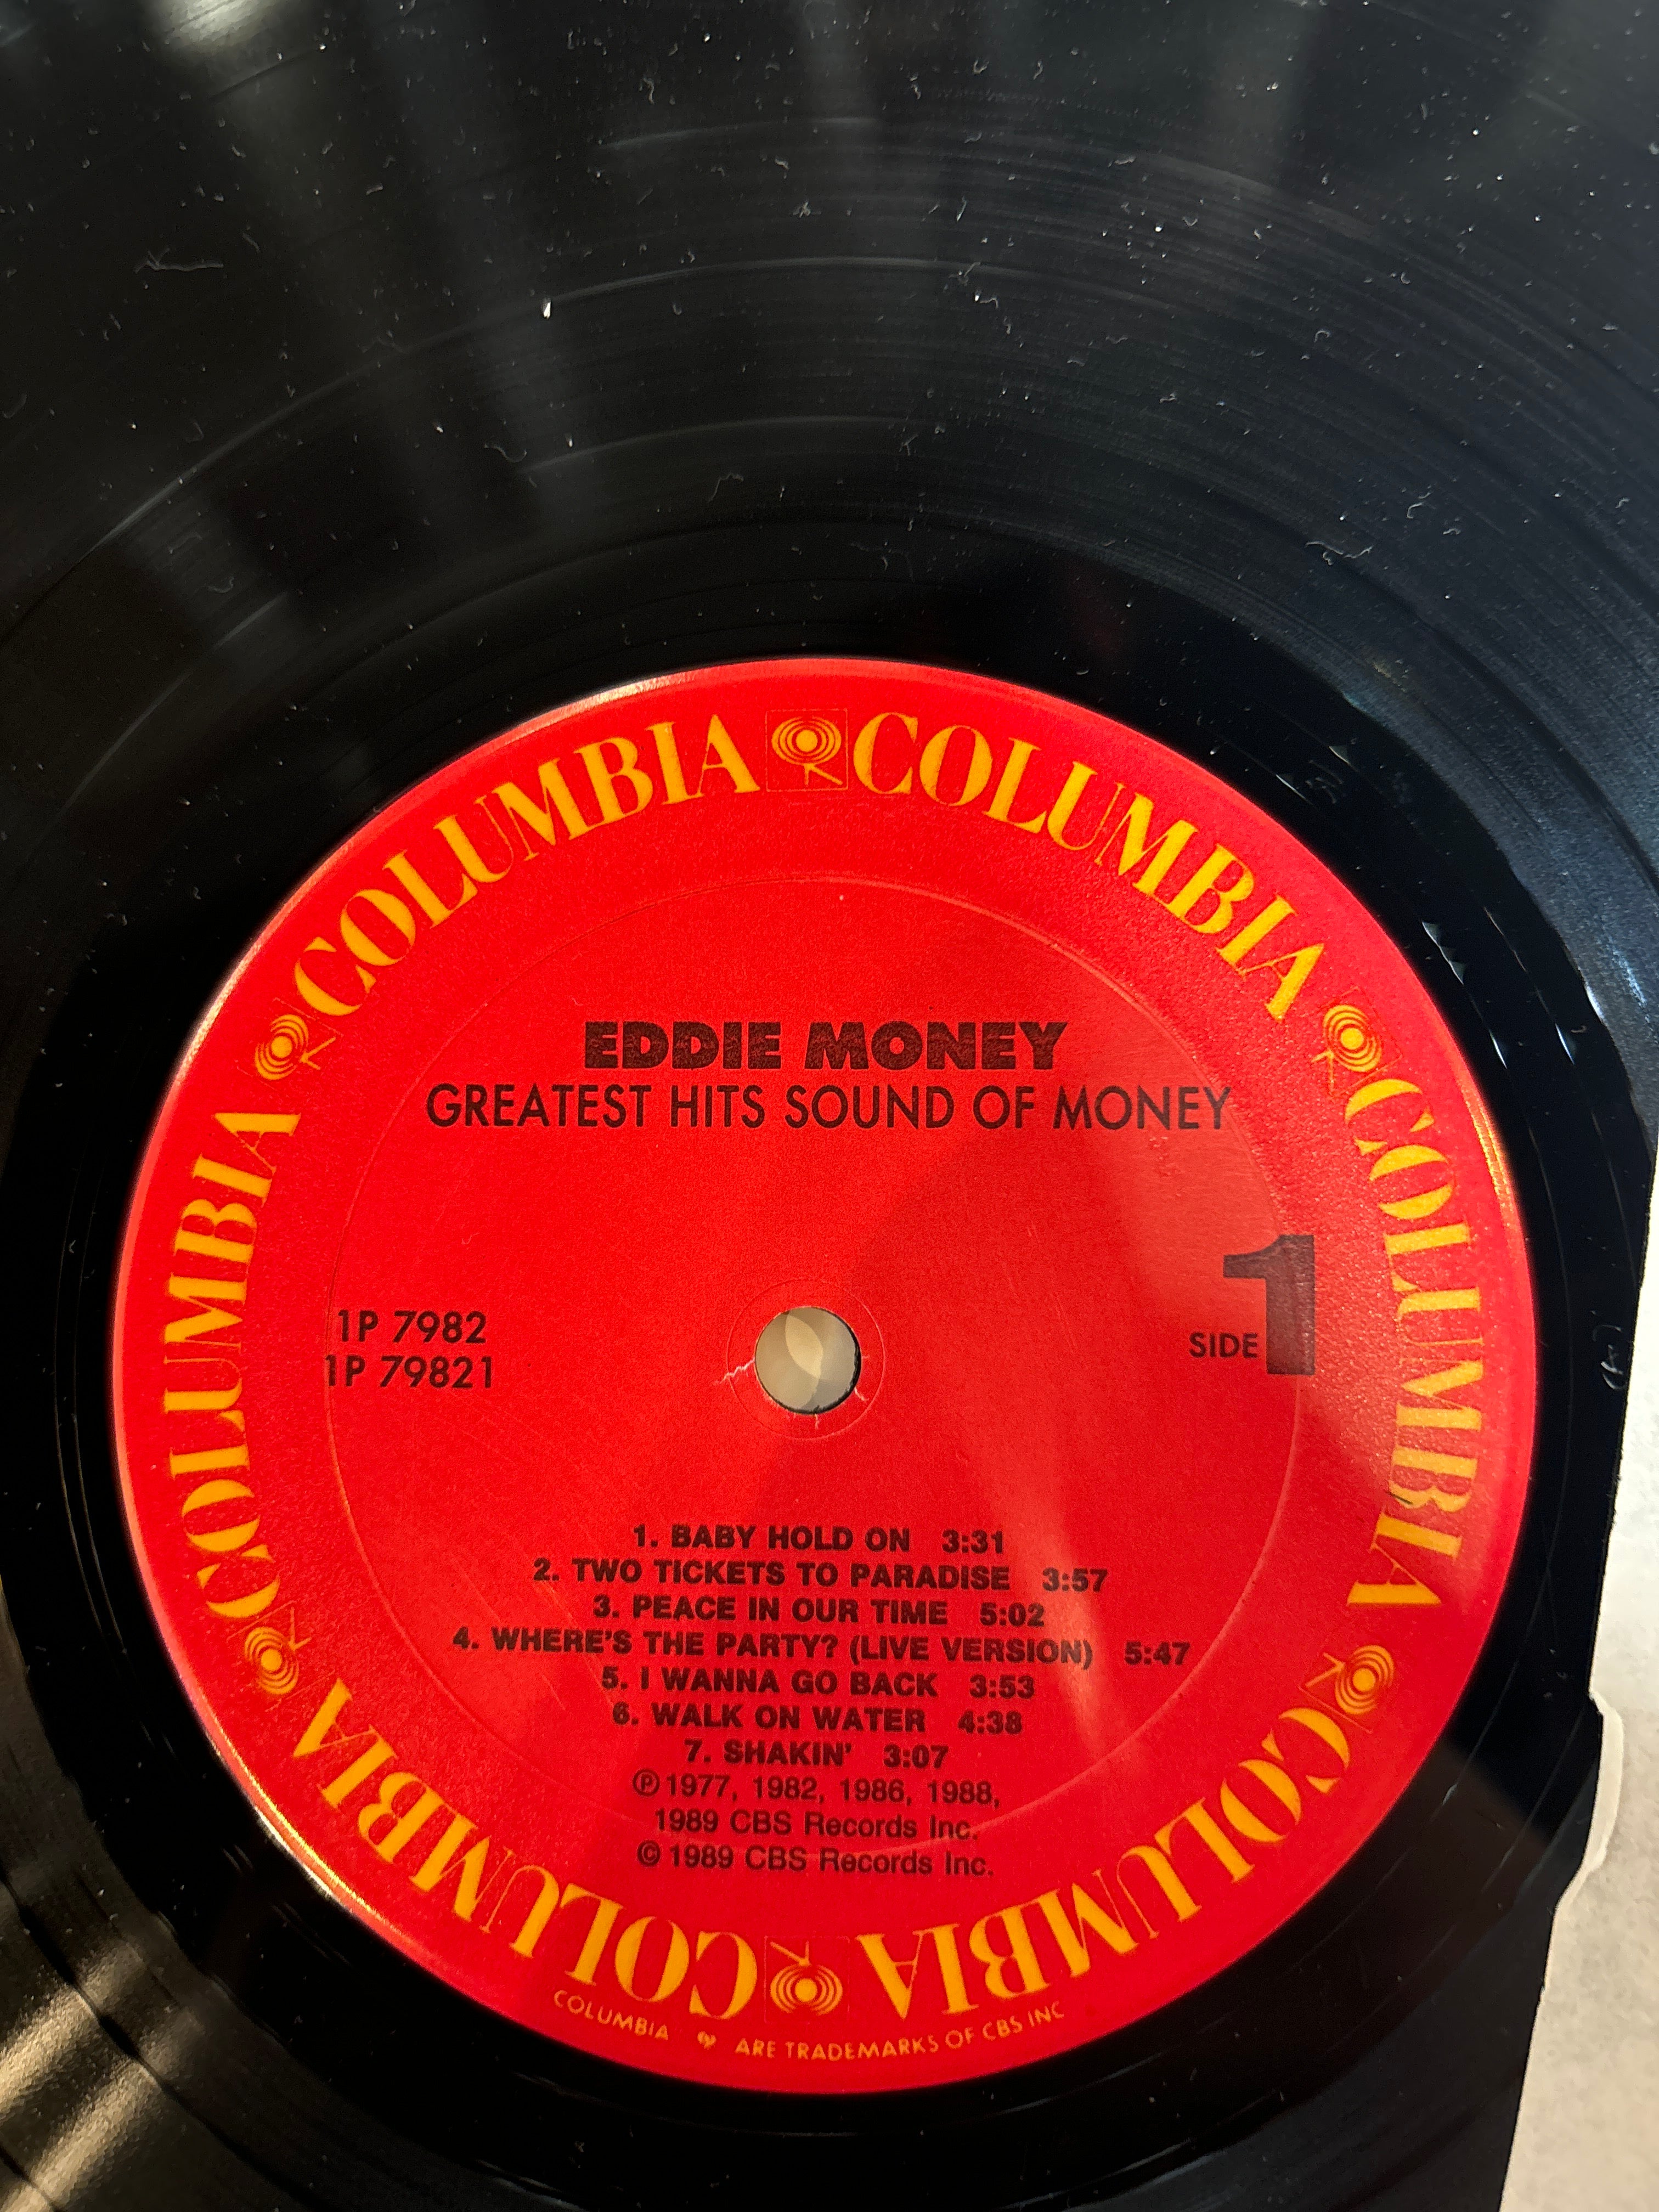 COLUMBIA COLUMBIA COLUMBIA COLUMBIA COLUMBIA COLUMBIA
EDDIE MONEY
GREATEST HITS SOUND OF MONEY
1P 7982
1P 79821
SIDE 1
1. BABY HOLD ON 3:31
2. TWO TICKETS TO PARADISE 3:57
3. PEACE IN OUR TIME 5:02
4. WHERE'S THE PARTY? (LIVE VERSION) 5:47
5. I WANNA GO BACK 3:53
6. WALK ON WATER 4:38
7. SHAKIN' 3:07
℗ 1977, 1982, 1986, 1988,
1989 CBS Records Inc.
© 1989 CBS Records Inc.
COLUMBIA ARE TRADEMARKS OF CBS INC